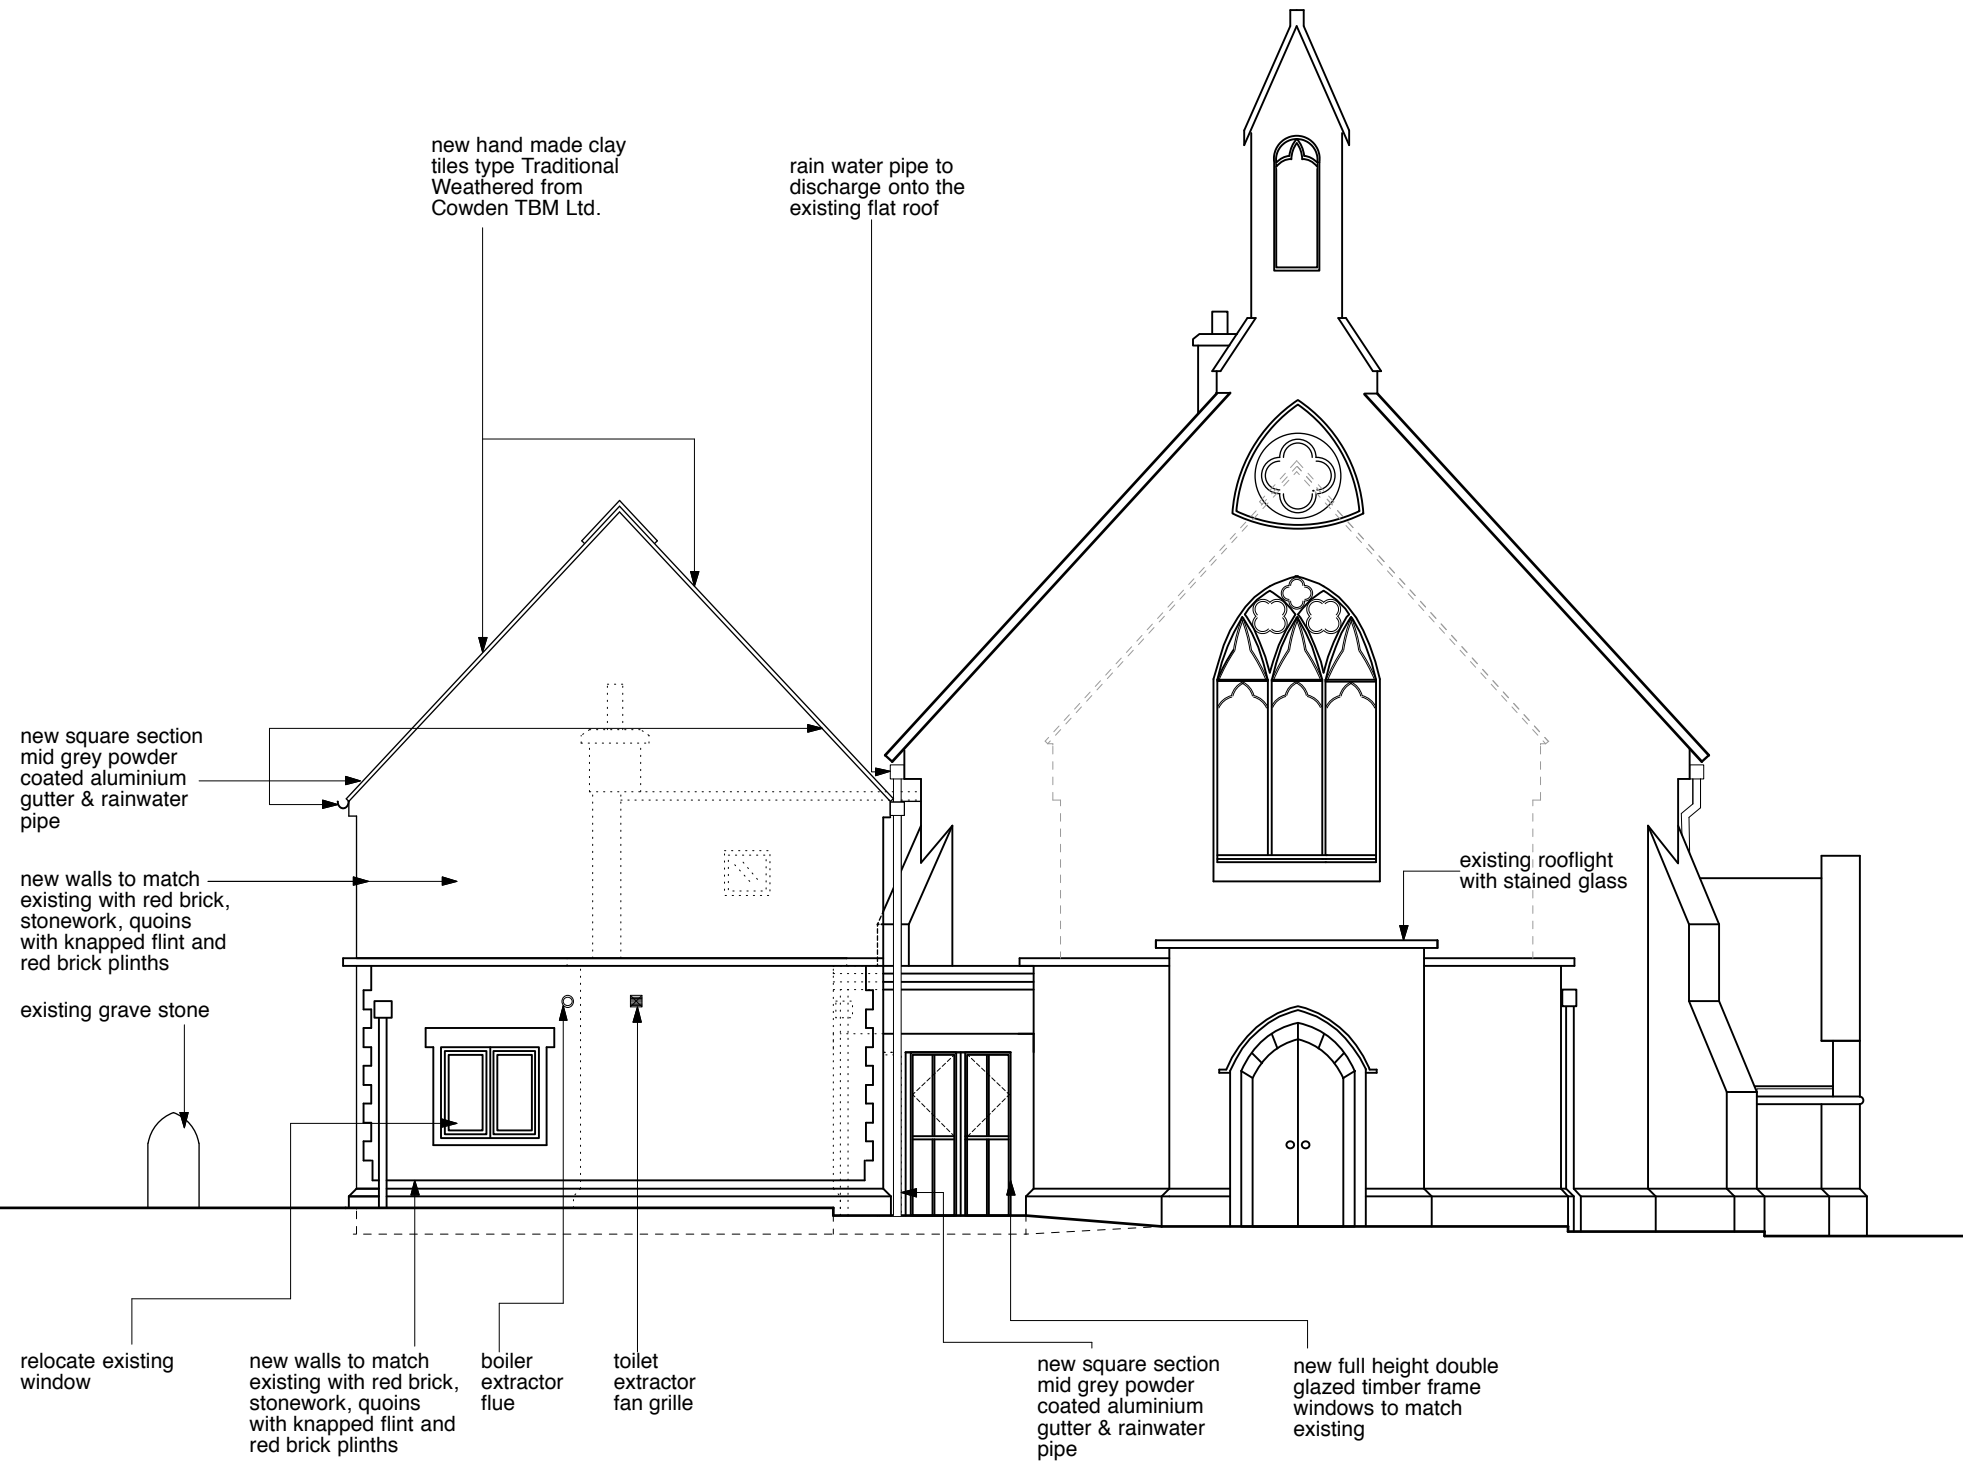 new hand made clay
tiles type Traditional
Weathered from
Cowden TBM Ltd.
rain water pipe to
discharge onto the
existing flat roof
new square section
mid grey powder
coated aluminium
gutter & rainwater
pipe
new walls to match
existing with red brick,
stonework, quoins
with knapped flint and
red brick plinths
existing grave stone
existing rooflight
with stained glass
relocate existing
window
new walls to match
existing with red brick,
stonework, quoins
with knapped flint and
red brick plinths
boiler
extractor
flue
toilet
extractor
fan grille
new square section
mid grey powder
coated aluminium
gutter & rainwater
pipe
new full height double
glazed timber frame
windows to match
existing